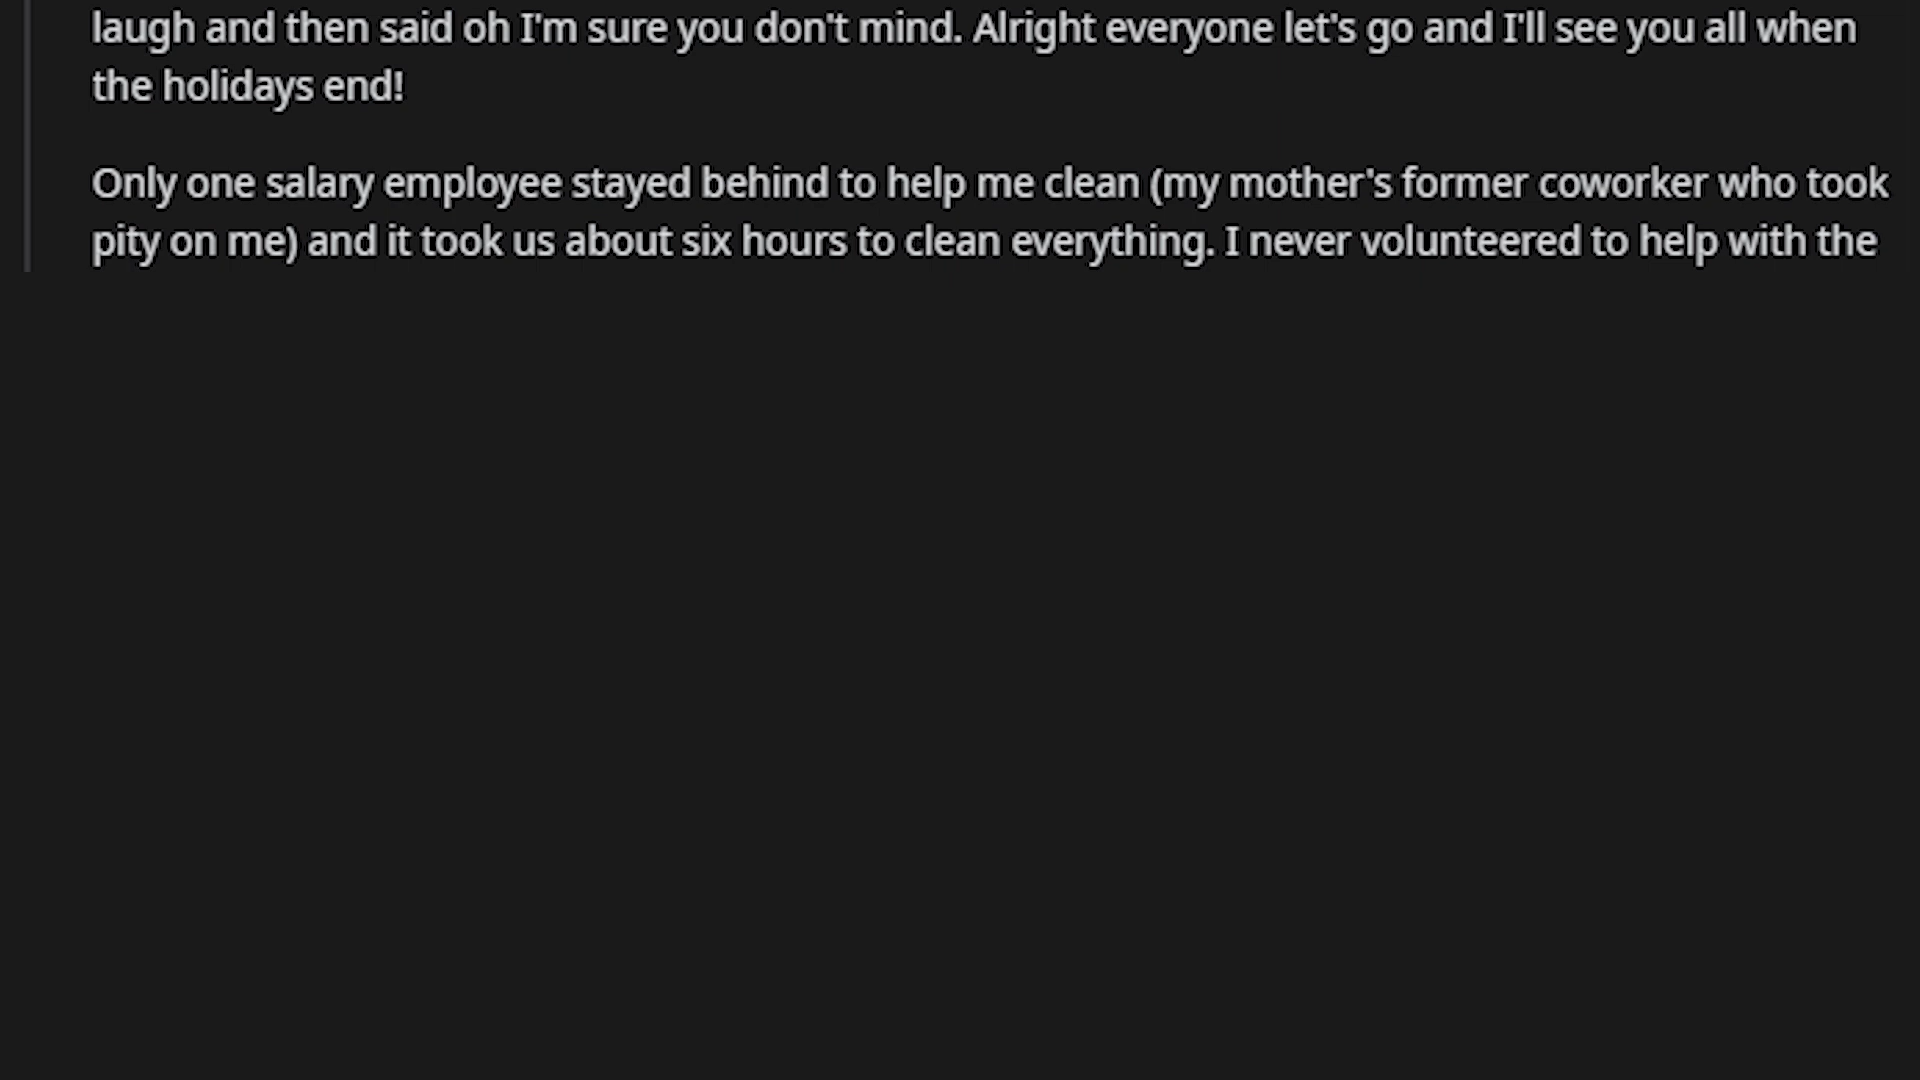 laugh and then said oh I'm sure you don't mind. Alright everyone let's go and I'll see you all when
the holidays end!
Only one salary employee stayed behind to help me clean (my mother's former coworker who took
pity on me) and it took us about six hours to clean everything. I never volunteered to help with the